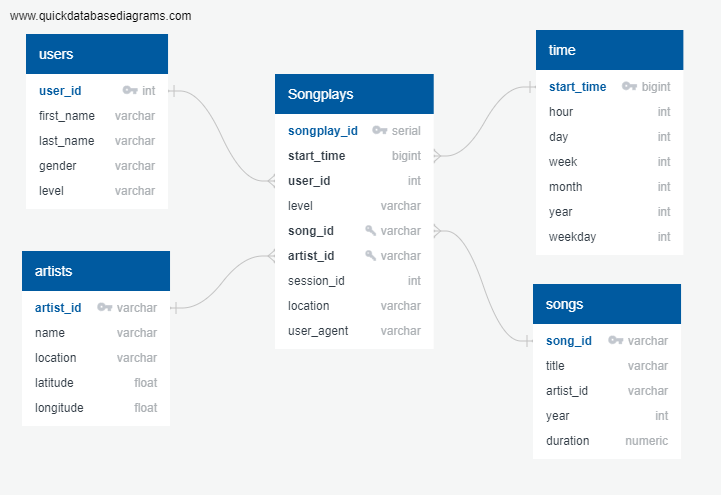 www.quickdatabasediagrams.com
users
user_id int
first_name varchar
last_name varchar
gender varchar
level varchar
artists
artist_id varchar
name varchar
location varchar
latitude float
longitude float
Songplays
songplay_id serial
start_time bigint
user_id int
level varchar
song_id varchar
artist_id varchar
session_id int
location varchar
user_agent varchar
time
start_time bigint
hour int
day int
week int
month int
year int
weekday int
songs
song_id varchar
title varchar
artist_id varchar
year int
duration numeric